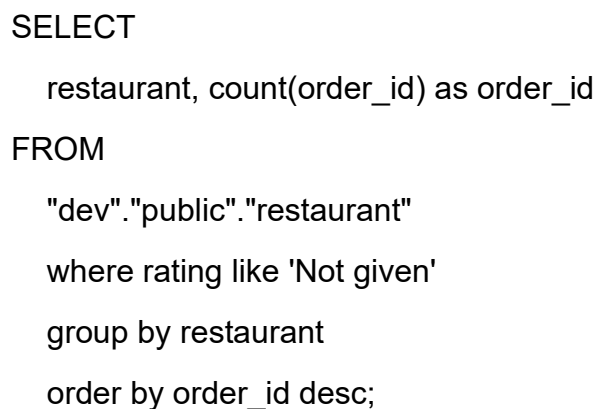 SELECT
restaurant, count(order_id) as order_id
FROM
"dev"."public"."restaurant"
where rating like 'Not given'
group by restaurant
order by order_id desc;